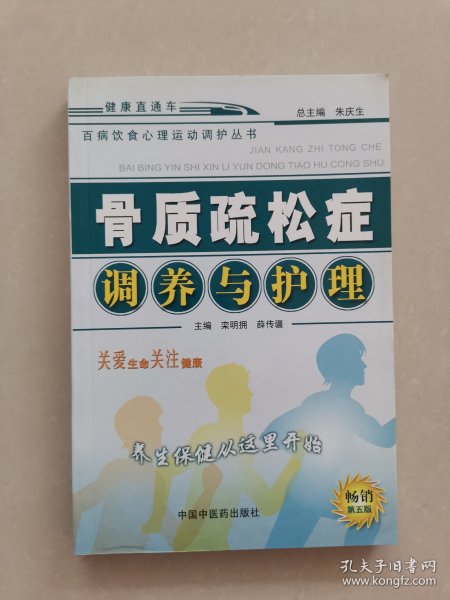 健康直通车
总主编 朱庆生
百病饮食心理运动调护丛书
JIAN KANG ZHI TONG CHE
BAI BING YIN SHI XIN LI YUN DONG TIAO HU CONG SHU
骨质疏松症
调养与护理
主编 栾明拥 薛传疆
关爱生命关注健康
养生保健从这里开始
畅销
第五版
中国中医药出版社
孔夫子旧书网
www.kongfz.com